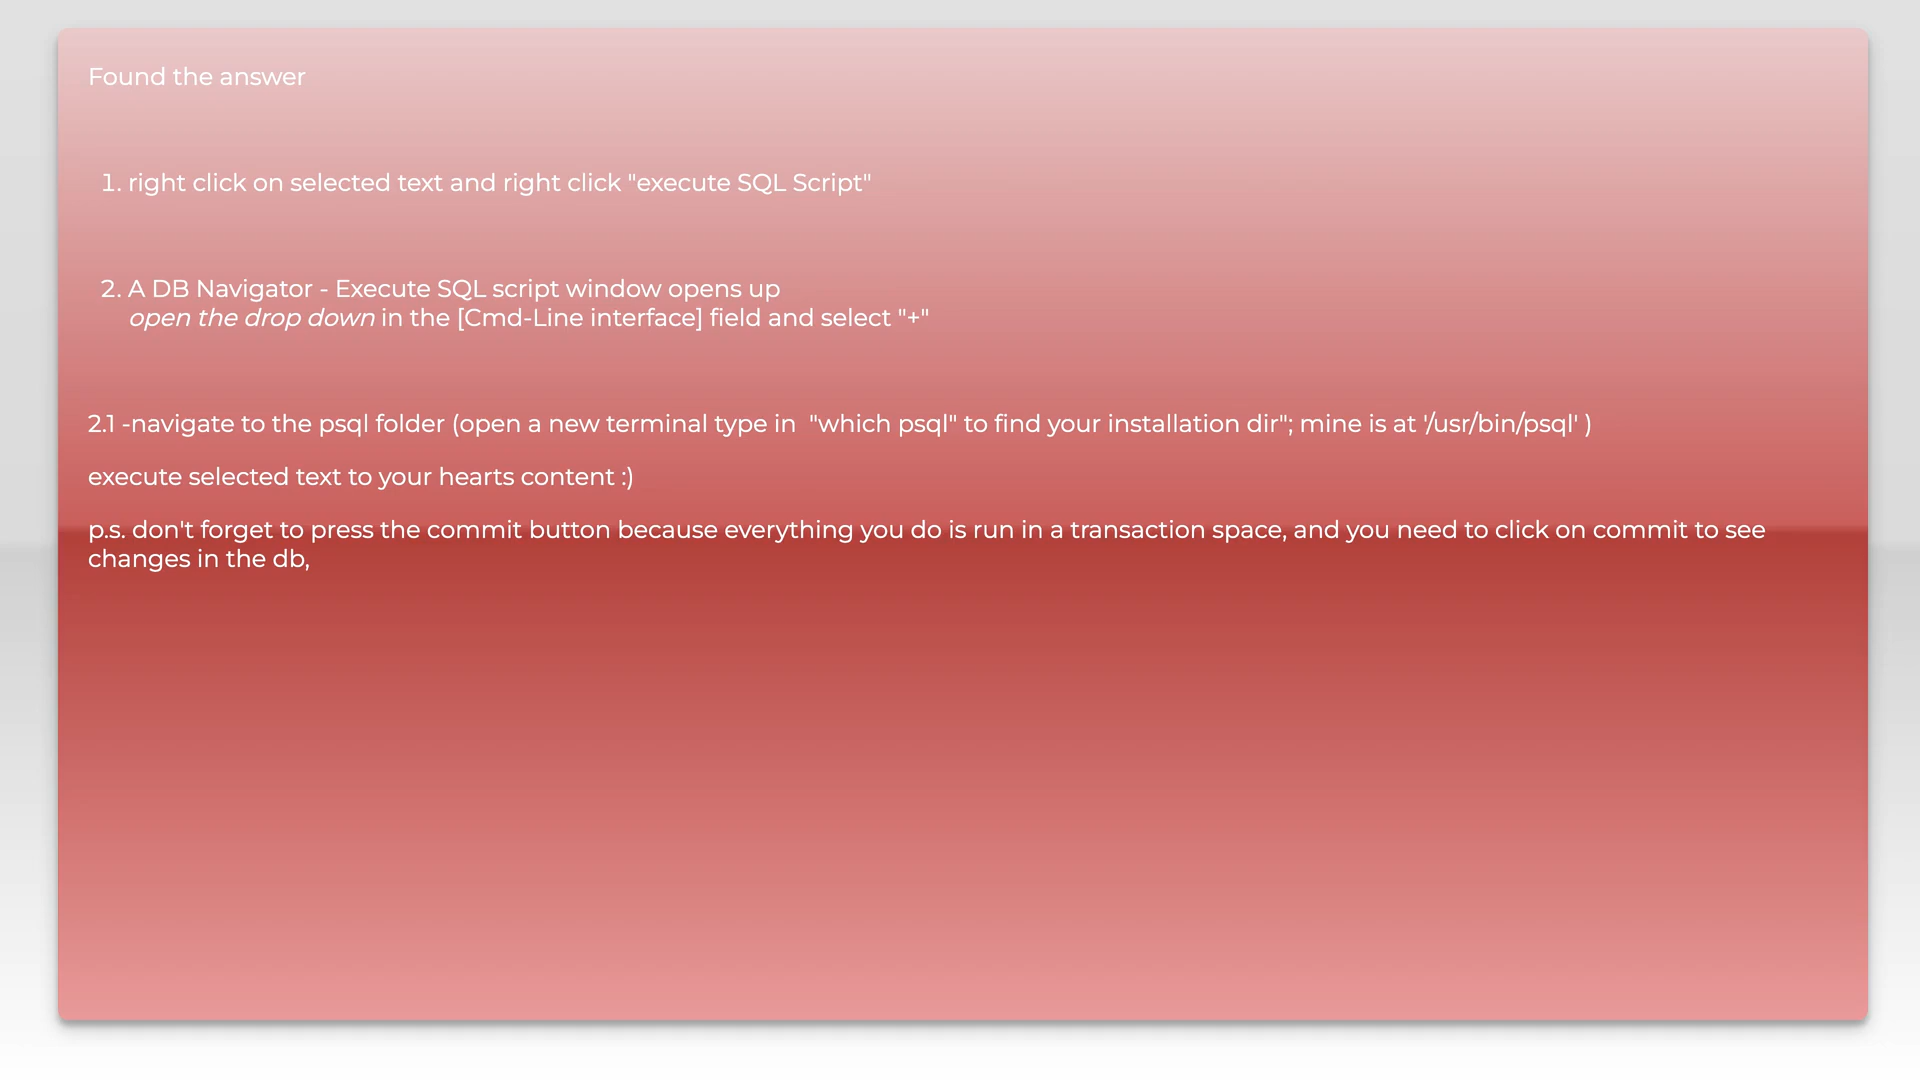 Found the answer
1. right click on selected text and right click "execute SQL Script"
2. A DB Navigator - Execute SQL script window opens up
open the drop down in the [Cmd-Line interface] field and select "+"
2.1 -navigate to the psql folder (open a new terminal type in  "which psql" to find your installation dir"; mine is at '/usr/bin/psql' )
execute selected text to your hearts content :)
p.s. don't forget to press the commit button because everything you do is run in a transaction space, and you need to click on commit to see
changes in the db,